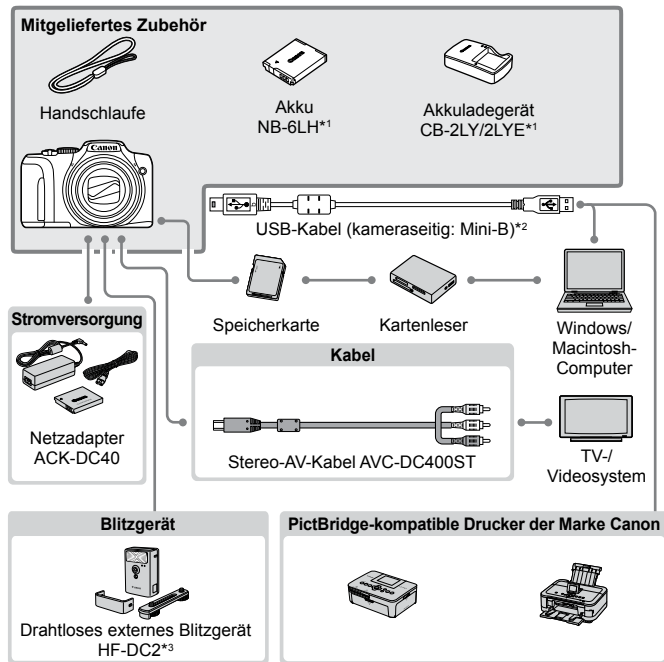 Mitgeliefertes Zubehör
Handschlaufe
Akku
NB-6LH*1
Akkuladegerät
CB-2LY/2LYE*1
Canon
USB-Kabel (kameraseitig: Mini-B)*2
Speicherkarte
Kartenleser
Windows/
Macintosh-
Computer
Stromversorgung
Netzadapter
ACK-DC40
Kabel
Stereo-AV-Kabel AVC-DC400ST
TV-/
Videosystem
Blitzgerät
Drahtloses externes Blitzgerät
HF-DC2*3
PictBridge-kompatible Drucker der Marke Canon